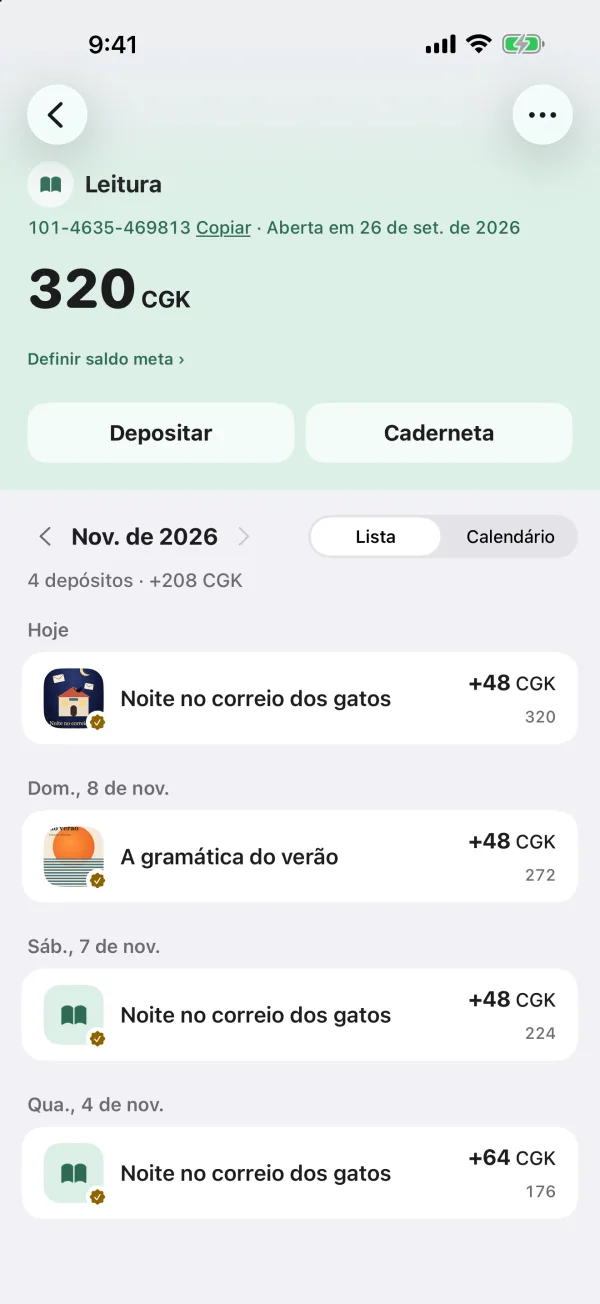 9:41
Leitura
101-4635-469813 Copiar · Aberta em 26 de set. de 2026
320 CGK
Definir saldo meta ›
Depositar
Caderneta
Nov. de 2026
Lista
Calendário
4 depósitos · +208 CGK
Hoje
Noite no correio dos gatos
+48 CGK
320
Dom., 8 de nov.
A gramática do verão
+48 CGK
272
Sáb., 7 de nov.
Noite no correio dos gatos
+48 CGK
224
Qua., 4 de nov.
Noite no correio dos gatos
+64 CGK
176